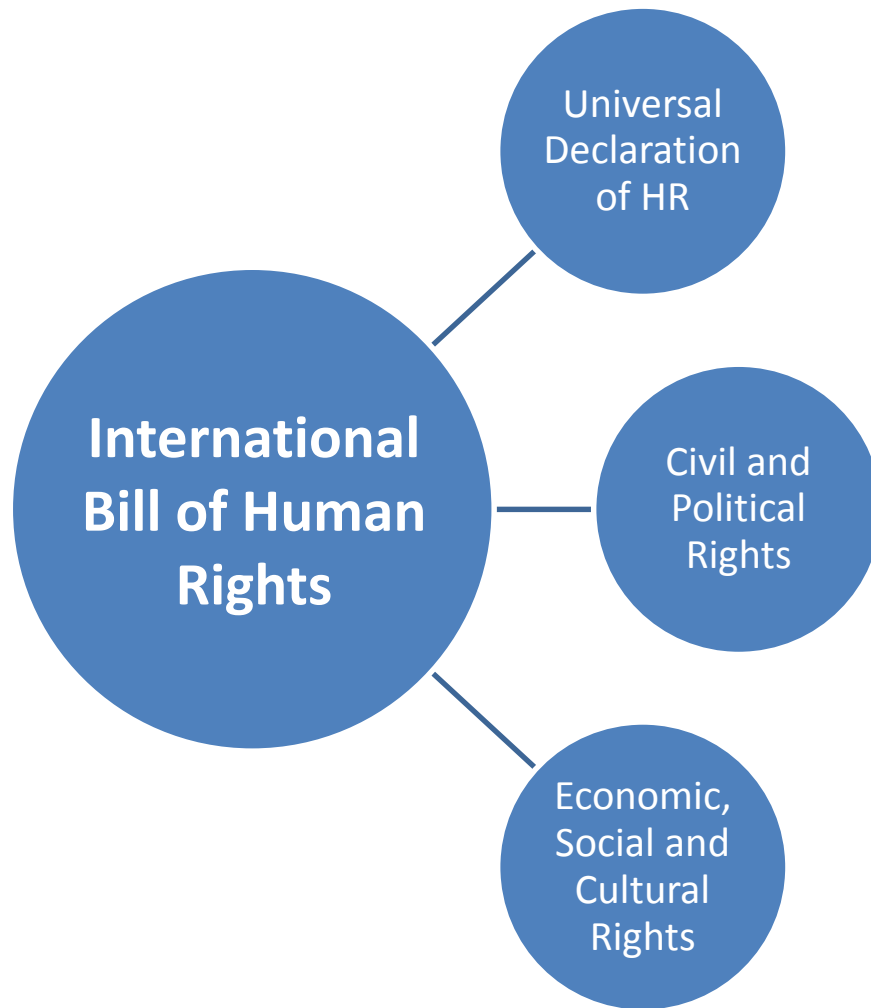 Universal
Declaration
of HR
International
Bill of Human
Rights
Civil and
Political
Rights
Economic,
Social and
Cultural
Rights